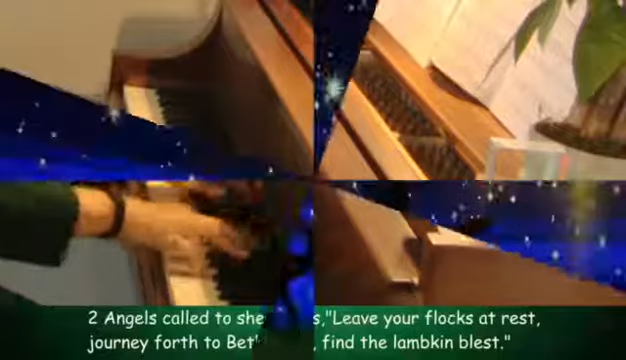 2 Angels called to she s,"Leave your flocks at rest,
journey forth to Bet' , find the lambkin blest."